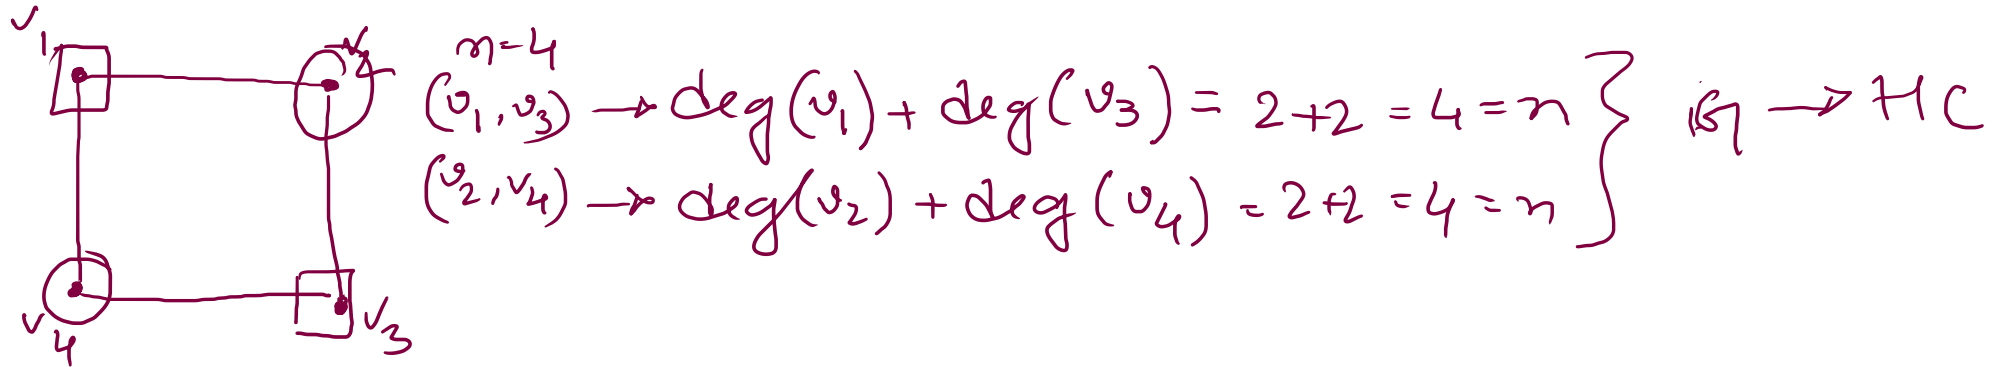 v1 v2
n=4
(v1, v3) → deg(v1) + deg(v3) = 2+2 = 4 = n } G → HC
(v2, v4) → deg(v2) + deg(v4) = 2+2 = 4 = n
v4 v3